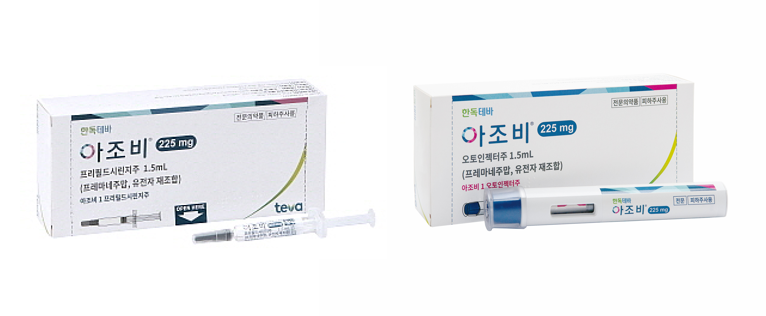 한독테바
전문의약품 피하주사용
아조비® 225 mg
프리필드시린지주 1.5mL
(프레마네주맙, 유전자 재조합)
아조비 1 프리필드시린지주
OPEN HERE
teva
한독테바
전문의약품 피하주사용
아조비® 225 mg
오토인젝터주 1.5mL
(프레마네주맙, 유전자 재조합)
아조비 1 오토인젝터주
한독테바
아조비 225 mg
전문 피하주사용